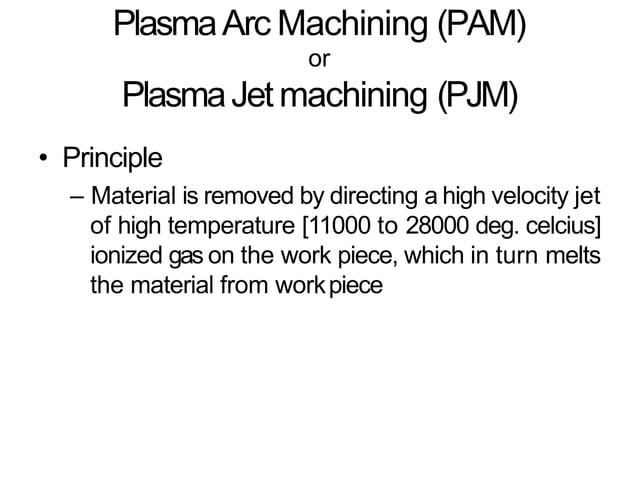 Plasma Arc Machining (PAM)
or
Plasma Jet machining (PJM)
• Principle
– Material is removed by directing a high velocity jet
of high temperature [11000 to 28000 deg. celcius]
ionized gas on the work piece, which in turn melts
the material from workpiece